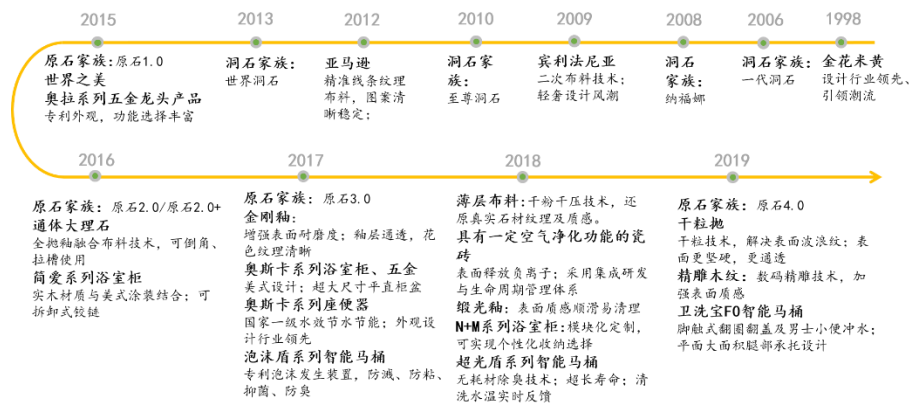 2015
2013
2012
2010
2009
2008
2006
1998
原石家族：原石1.0
世界之美
奥拉系列五金龙头产品
专利外观，功能选择丰富
洞石家族：
世界洞石
亚马逊
精准线条纹理
布料，图案清
晰稳定；
洞石家
族：
至尊洞石
宾利法尼亚
二次布料技术；
轻奢设计风潮
洞石
家族：
纳福娜
洞石家族：
一代洞石
金花米黄
设计行业领先、
引领潮流
2016
2017
2018
2019
原石家族：原石2.0/原石2.0+
通体大理石
全抛釉融合布料技术，可倒角、
拉槽使用
简爱系列浴室柜
实木材质与美式涂装结合；可
拆卸式铰链
原石家族：原石3.0
金刚釉：
增强表面耐磨度；釉层通透，花
色纹理清晰
奥斯卡系列浴室柜、五金
美式设计；超大尺寸平直柜盆
奥斯卡系列座便器
国家一级水效节水节能；外观设
计行业领先
泡沫盾系列智能马桶
专利泡沫发生装置，防溅、防粘、
抑菌、防臭
薄层布料：干粉干压技术，还
原真实石材纹理及质感。
具有一定空气净化功能的瓷
砖
表面释放负离子；采用集成研发
与生命周期管理体系
缎光釉：表面质感顺滑易清理
N+M系列浴室柜：模块化定制，
可实现个性化收纳选择
超光盾系列智能马桶
无耗材除臭技术；超长寿命；清
洗水温实时反馈
原石家族：原石4.0
干粒抛
干粒技术，解决表面波浪纹；表
面更坚硬，更通透
精雕木纹：数码精雕技术，加
强表面质感
卫洗宝F0智能马桶
脚触式翻圈翻盖及男士小便冲水；
平面大面积腿部承托设计